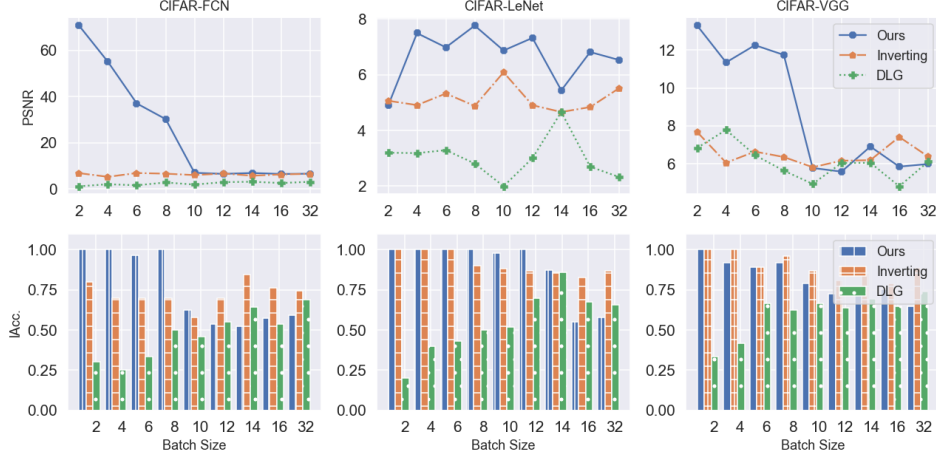 CIFAR-FCN
CIFAR-LeNet
CIFAR-VGG
PSNR
60
40
20
0
2 4 6 8 10 12 14 16 32
8
6
4
2
2 4 6 8 10 12 14 16 32
12
10
8
6
2 4 6 8 10 12 14 16 32
Ours
Inverting
DLG
IAcc.
1.00
0.75
0.50
0.25
0.00
2 4 6 8 10 12 14 16 32
Batch Size
1.00
0.75
0.50
0.25
0.00
2 4 6 8 10 12 14 16 32
Batch Size
1.00
0.75
0.50
0.25
0.00
2 4 6 8 10 12 14 16 32
Batch Size
Ours
Inverting
DLG